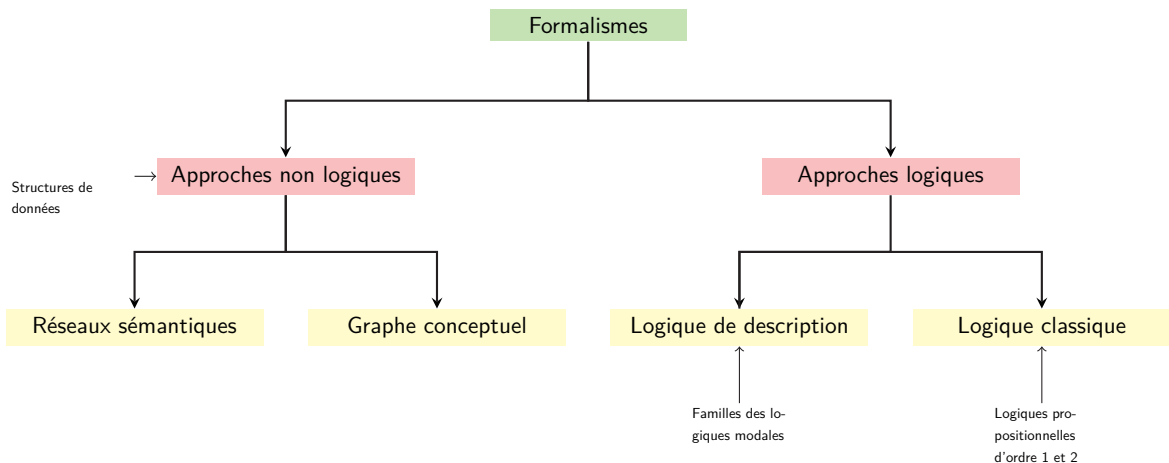 Formalismes
Approches non logiques
Approches logiques
Structures de
données
Réseaux sémantiques
Graphe conceptuel
Logique de description
Logique classique
Familles des lo-
giques modales
Logiques pro-
positionnelles
d'ordre 1 et 2